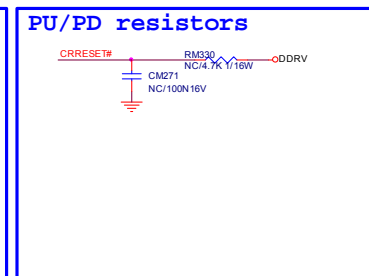 PU/PD resistors
CRRESET#
RM330
NC/4.7K 1/16W
DDRV
CM271
NC/100N16V